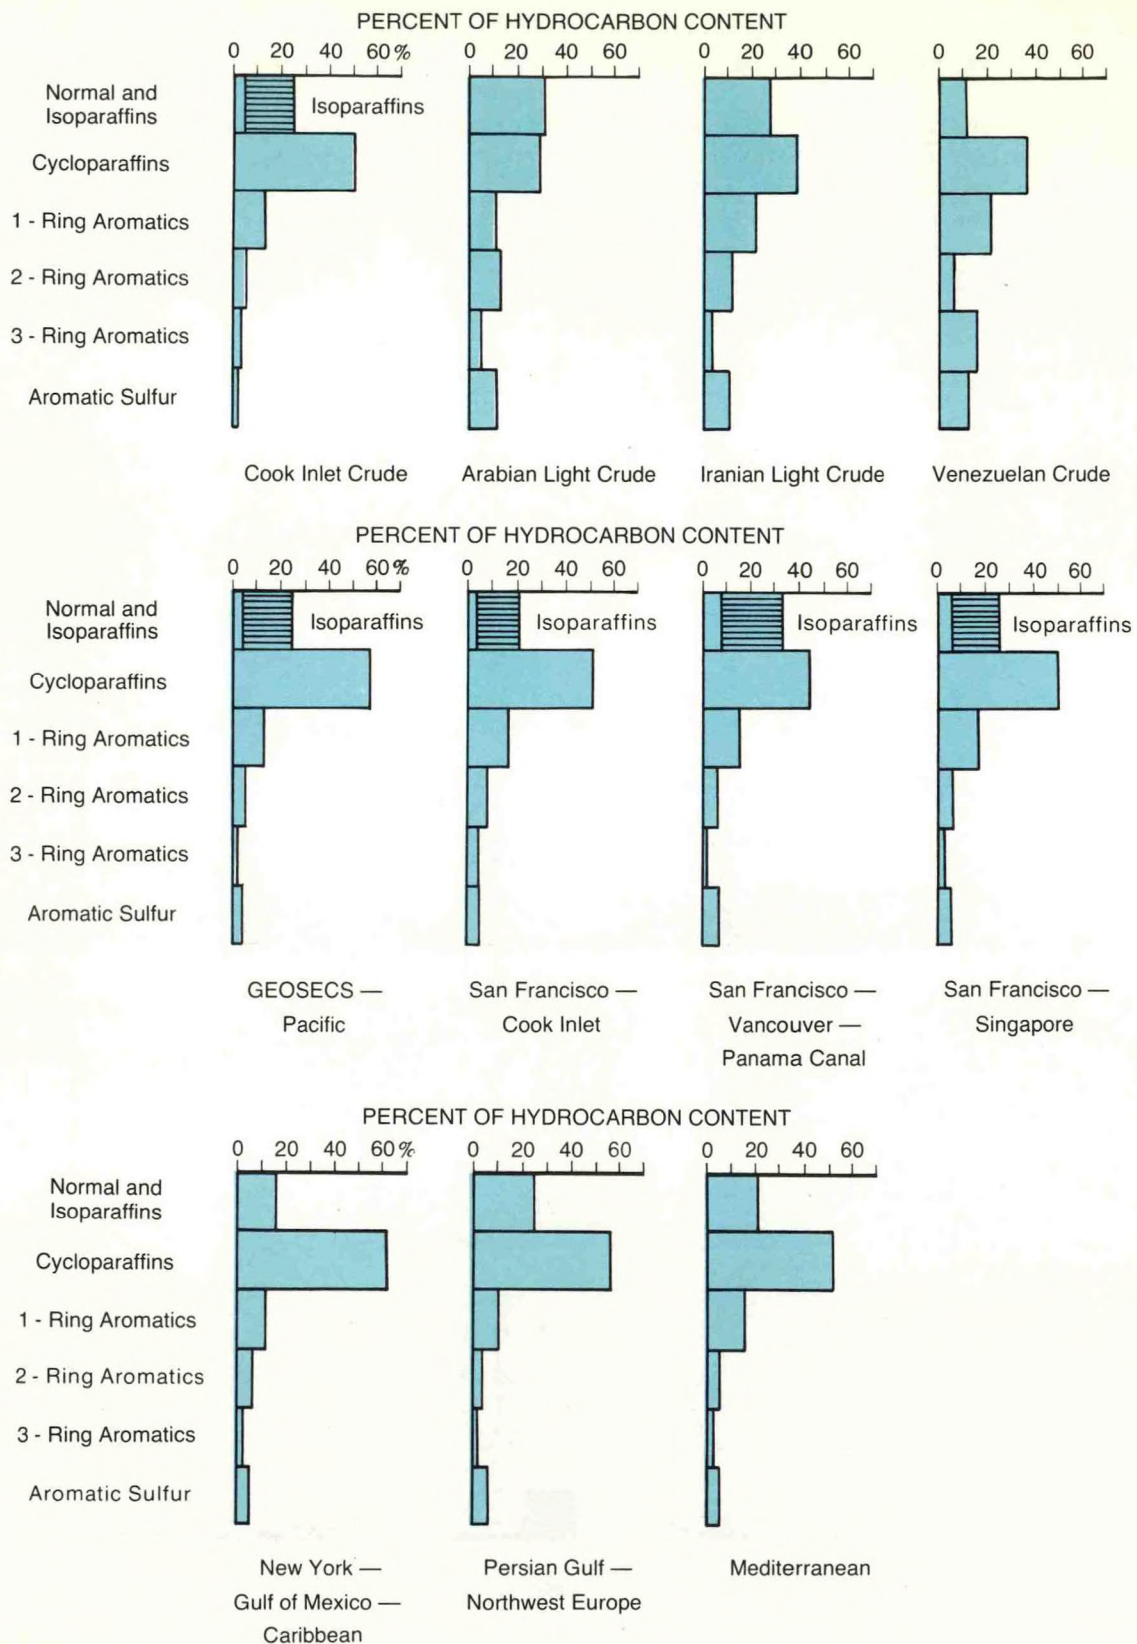 PERCENT OF HYDROCARBON CONTENT
0 20 40 60% 0 20 40 60 0 20 40 60 0 20 40 60
Normal and
Isoparaffins
Isoparaffins
Cycloparaffins
1 - Ring Aromatics
2 - Ring Aromatics
3 - Ring Aromatics
Aromatic Sulfur
Cook Inlet Crude Arabian Light Crude Iranian Light Crude Venezuelan Crude
PERCENT OF HYDROCARBON CONTENT
0 20 40 60% 0 20 40 60 0 20 40 60 0 20 40 60
Normal and
Isoparaffins
Isoparaffins Isoparaffins Isoparaffins Isoparaffins
Cycloparaffins
1 - Ring Aromatics
2 - Ring Aromatics
3 - Ring Aromatics
Aromatic Sulfur
GEOSECS —
Pacific
San Francisco —
Cook Inlet
San Francisco —
Vancouver —
Panama Canal
San Francisco —
Singapore
PERCENT OF HYDROCARBON CONTENT
0 20 40 60% 0 20 40 60 0 20 40 60
Normal and
Isoparaffins
Cycloparaffins
1 - Ring Aromatics
2 - Ring Aromatics
3 - Ring Aromatics
Aromatic Sulfur
New York —
Gulf of Mexico —
Caribbean
Persian Gulf —
Northwest Europe
Mediterranean